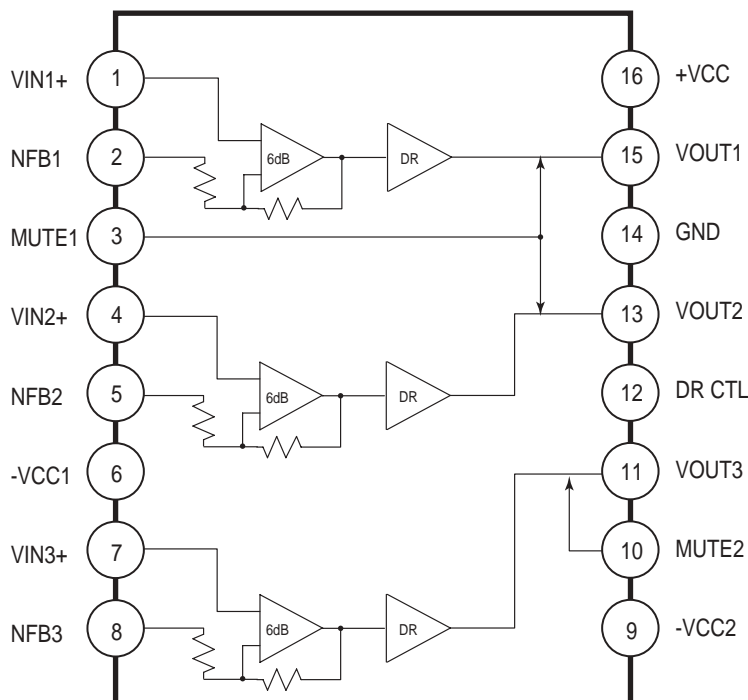 VIN1+ 1 16 +VCC
6dB DR
NFB1 2 15 VOUT1
MUTE1 3 14 GND
VIN2+ 4 13 VOUT2
6dB DR
NFB2 5 12 DR CTL
-VCC1 6 11 VOUT3
VIN3+ 7 10 MUTE2
6dB DR
NFB3 8 9 -VCC2